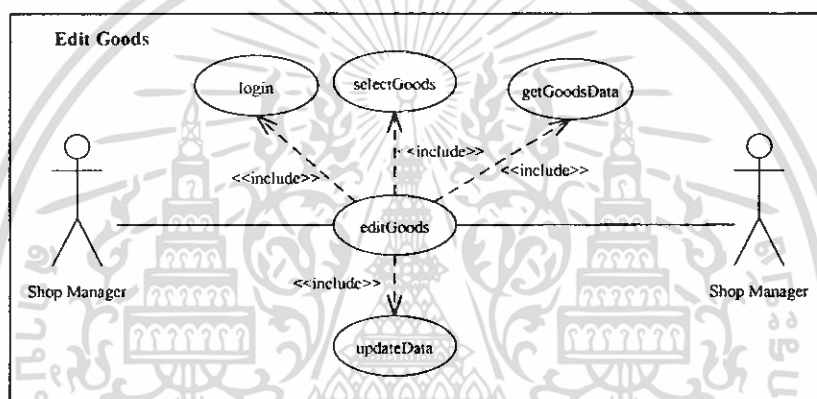 Edit Goods
login
selectGoods
getGoodsData
<<include>>
<<include>>
<<include>>
editGoods
Shop Manager
Shop Manager
<<include>>
updateData